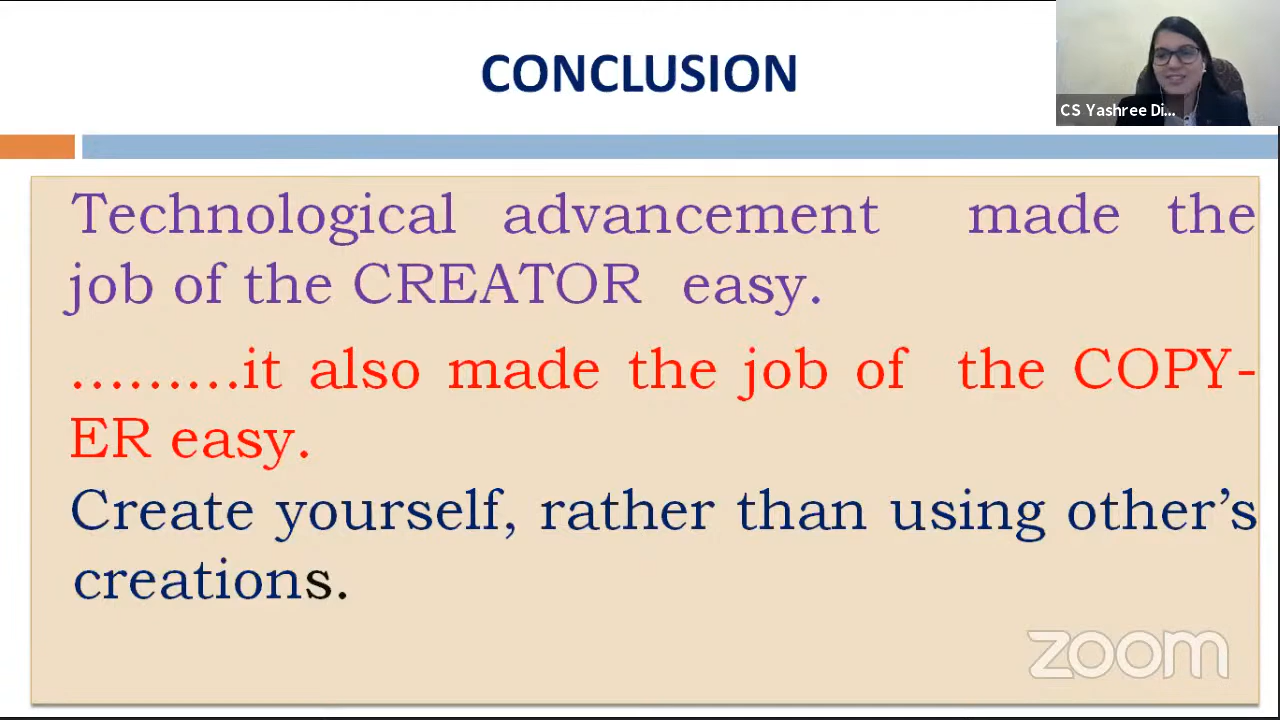 CONCLUSION
CS Yashree Di...
Technological advancement made the
job of the CREATOR easy.
.........it also made the job of the COPY-
ER easy.
Create yourself, rather than using other’s
creations.
zoom